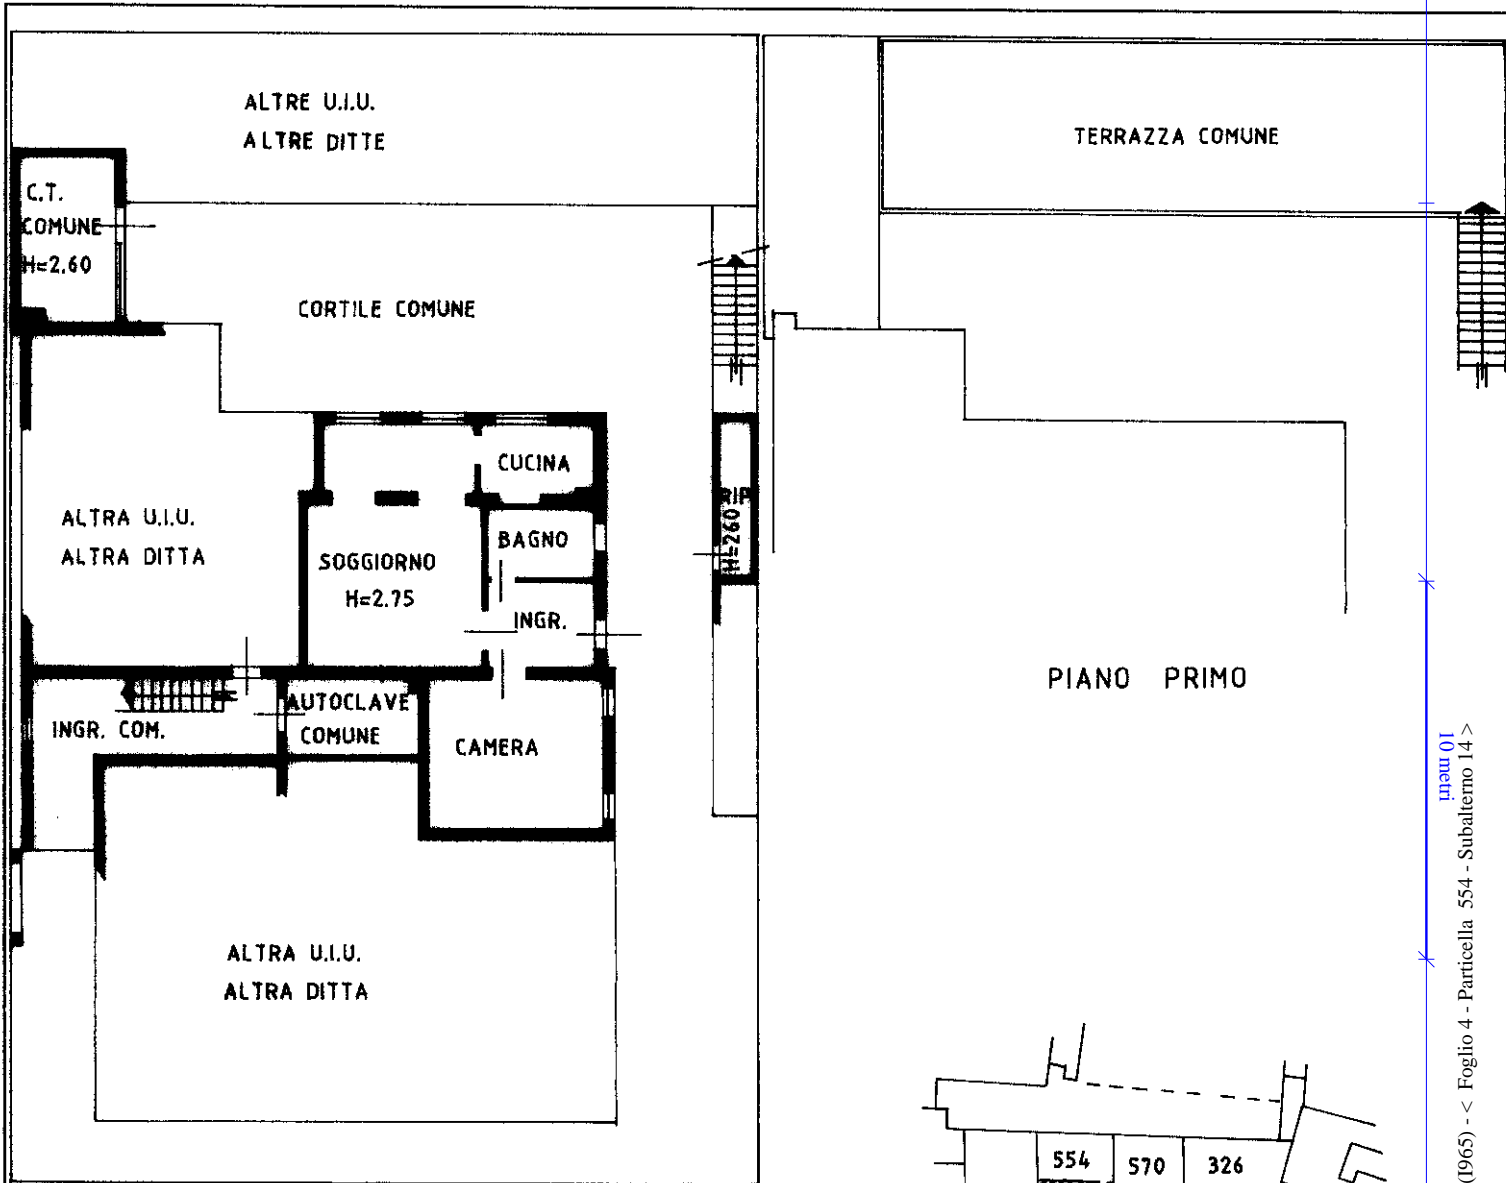 ALTRE U.I.U.
ALTRE DITTE
TERRAZZA COMUNE
C.T.
COMUNE
H=2.60
CORTILE COMUNE
CUCINA
RIP
H=260
ALTRA U.I.U.
ALTRA DITTA
BAGNO
SOGGIORNO
H=2.75
INGR.
PIANO PRIMO
INGR. COM.
AUTOCLAVE
COMUNE
CAMERA
10 metri
(I965) - < Foglio 4 - Particella 554 - Subalterno 14 >
ALTRA U.I.U.
ALTRA DITTA
554
570
326